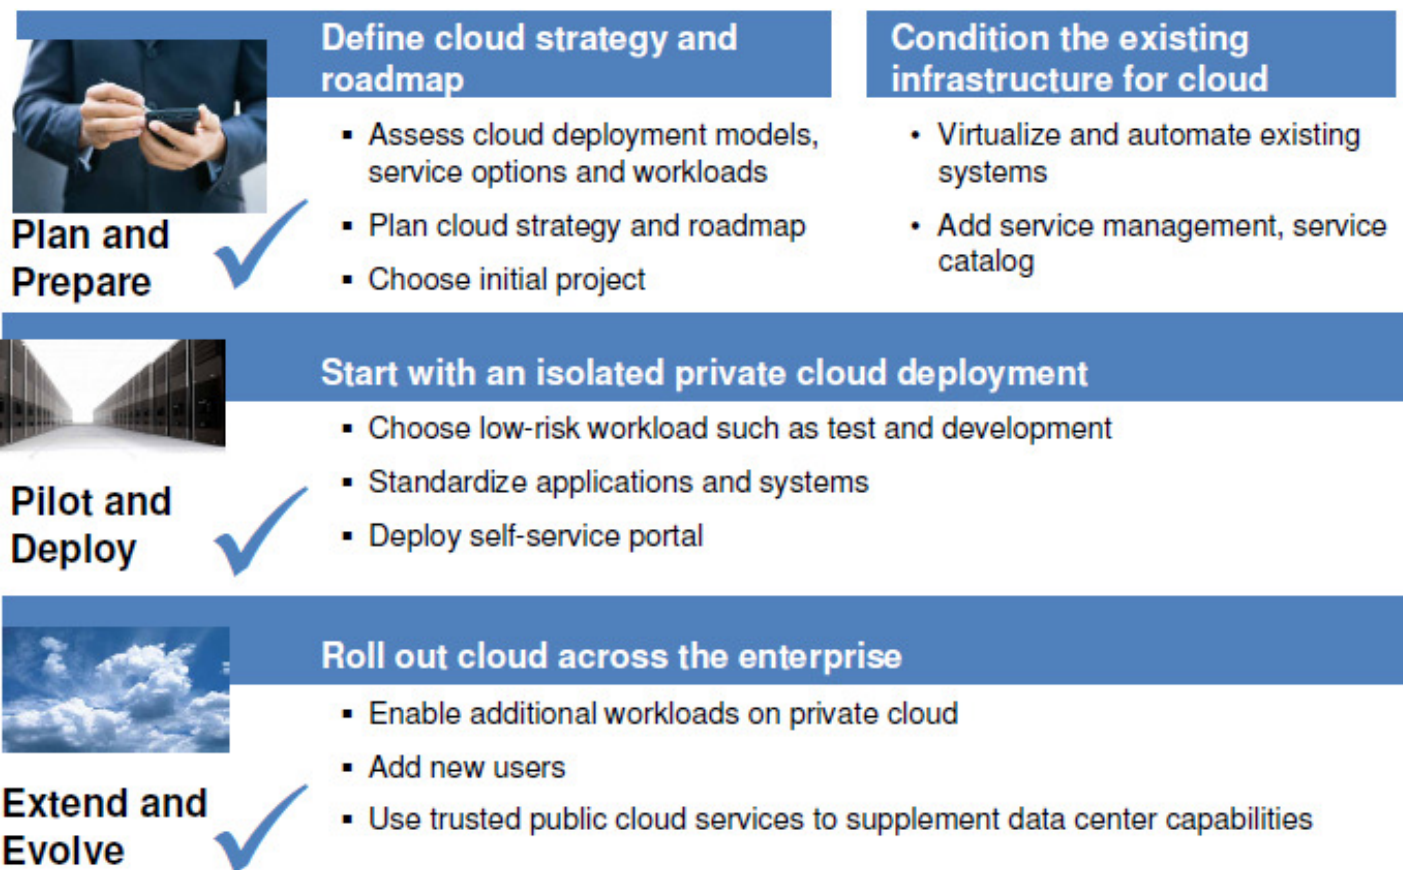 Define cloud strategy and
roadmap
▪ Assess cloud deployment models,
service options and workloads
▪ Plan cloud strategy and roadmap
▪ Choose initial project
Condition the existing
infrastructure for cloud
• Virtualize and automate existing
systems
• Add service management, service
catalog
Plan and
Prepare
Start with an isolated private cloud deployment
▪ Choose low-risk workload such as test and development
▪ Standardize applications and systems
▪ Deploy self-service portal
Pilot and
Deploy
Roll out cloud across the enterprise
▪ Enable additional workloads on private cloud
▪ Add new users
▪ Use trusted public cloud services to supplement data center capabilities
Extend and
Evolve